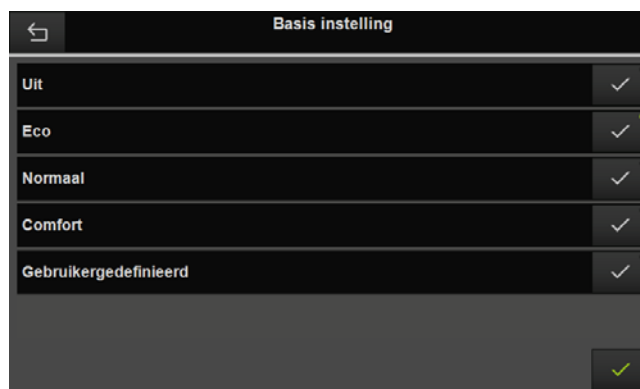 Basis instelling
Uit
Eco
Normaal
Comfort
Gebruikergedefinieerd